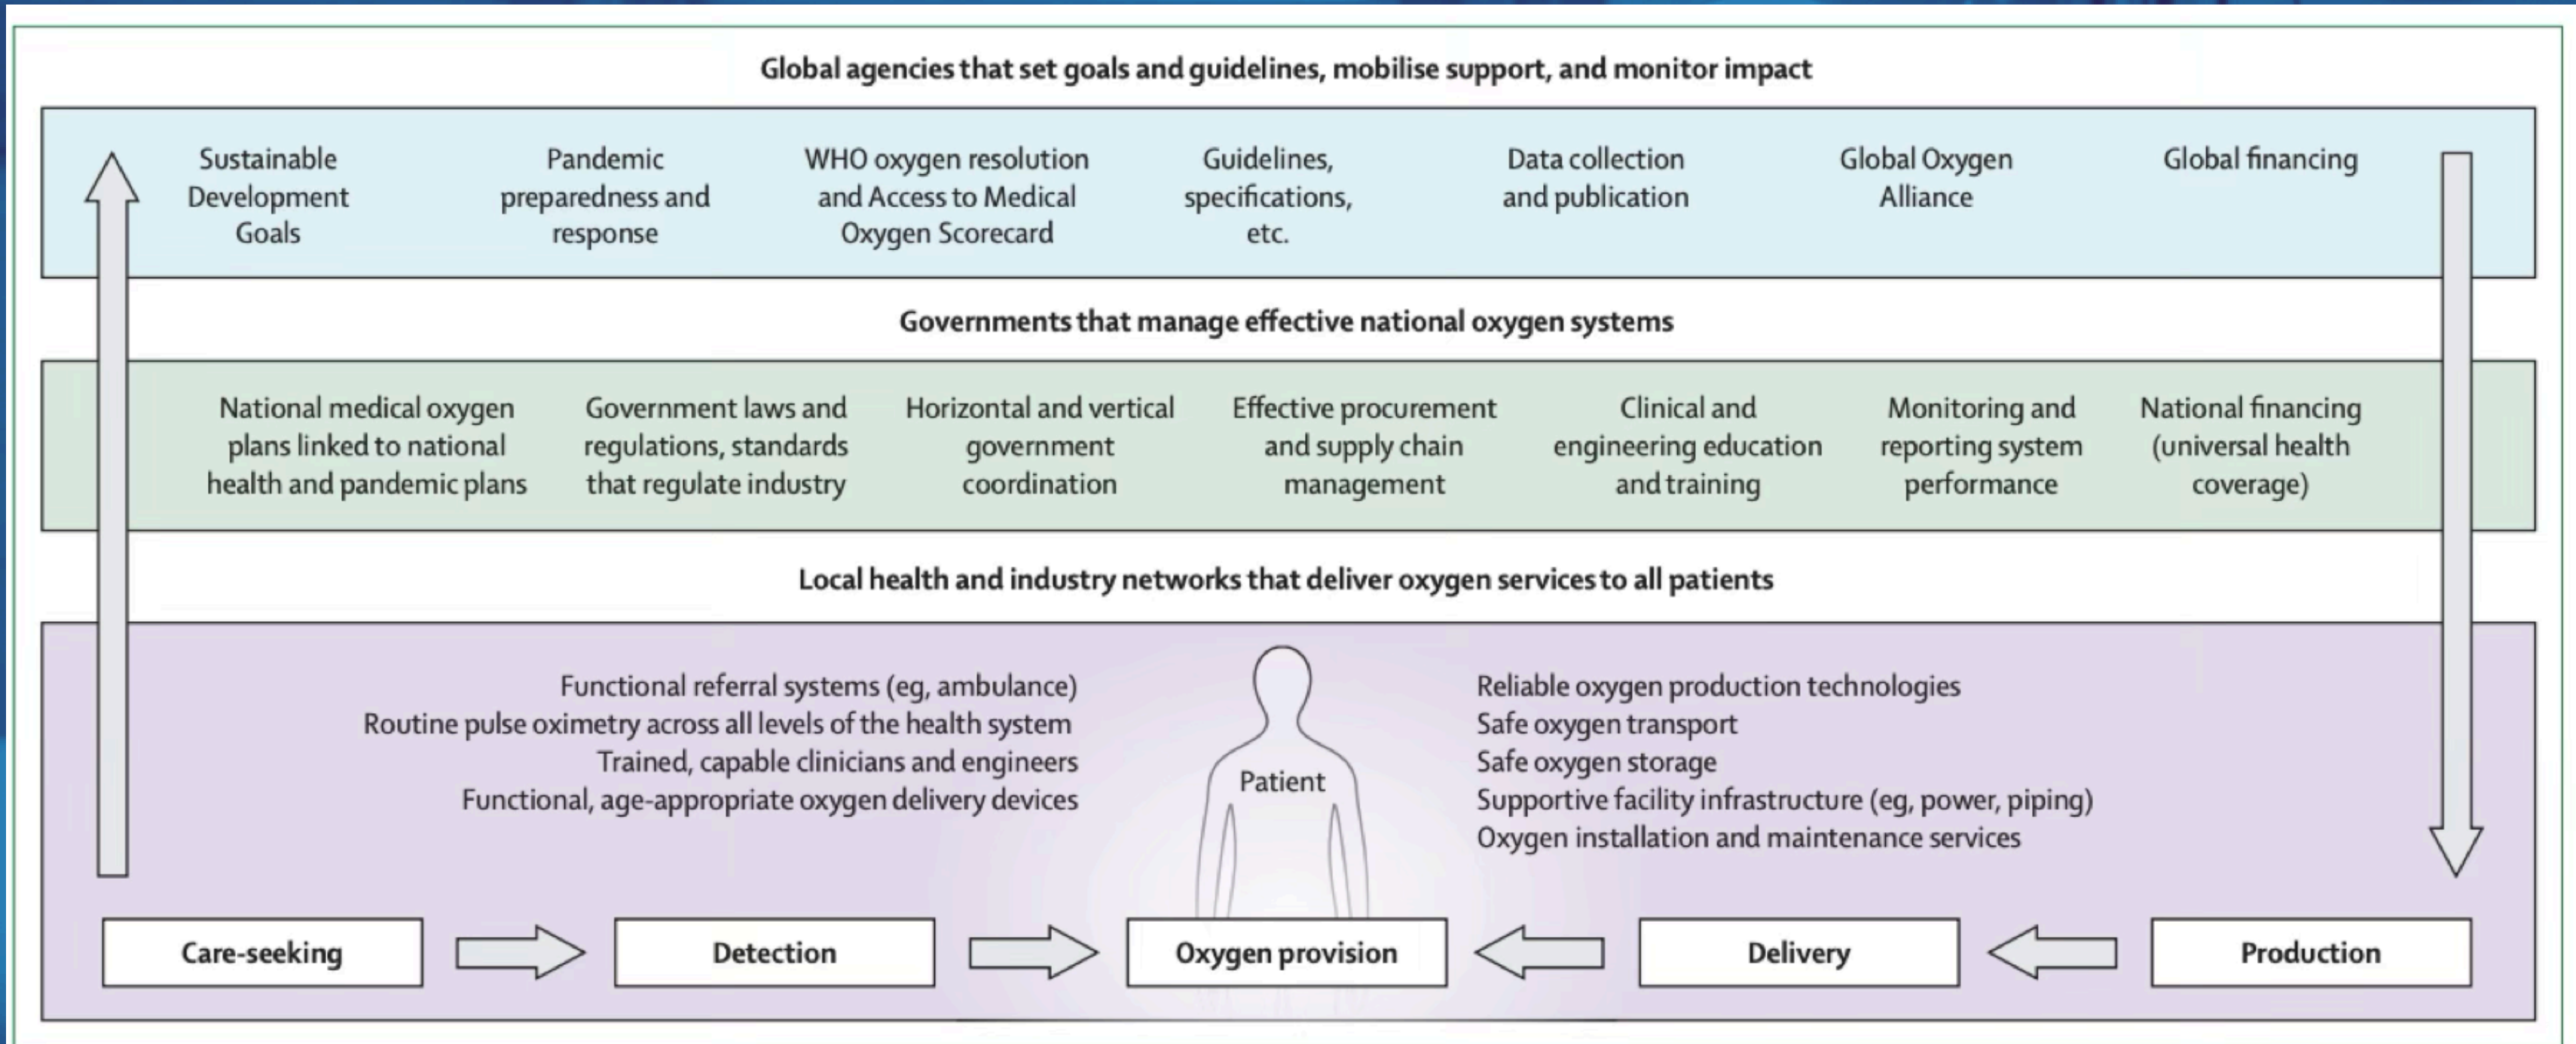 Global agencies that set goals and guidelines, mobilise support, and monitor impact
Sustainable
Development
Goals
Pandemic
preparedness and
response
WHO oxygen resolution
and Access to Medical
Oxygen Scorecard
Guidelines,
specifications,
etc.
Data collection
and publication
Global Oxygen
Alliance
Global financing
Governments that manage effective national oxygen systems
National medical oxygen
plans linked to national
health and pandemic plans
Government laws and
regulations, standards
that regulate industry
Horizontal and vertical
government
coordination
Effective procurement
and supply chain
management
Clinical and
engineering education
and training
Monitoring and
reporting system
performance
National financing
(universal health
coverage)
Local health and industry networks that deliver oxygen services to all patients
Functional referral systems (eg, ambulance)
Routine pulse oximetry across all levels of the health system
Trained, capable clinicians and engineers
Functional, age-appropriate oxygen delivery devices
Patient
Reliable oxygen production technologies
Safe oxygen transport
Safe oxygen storage
Supportive facility infrastructure (eg, power, piping)
Oxygen installation and maintenance services
Care-seeking
Detection
Oxygen provision
Delivery
Production